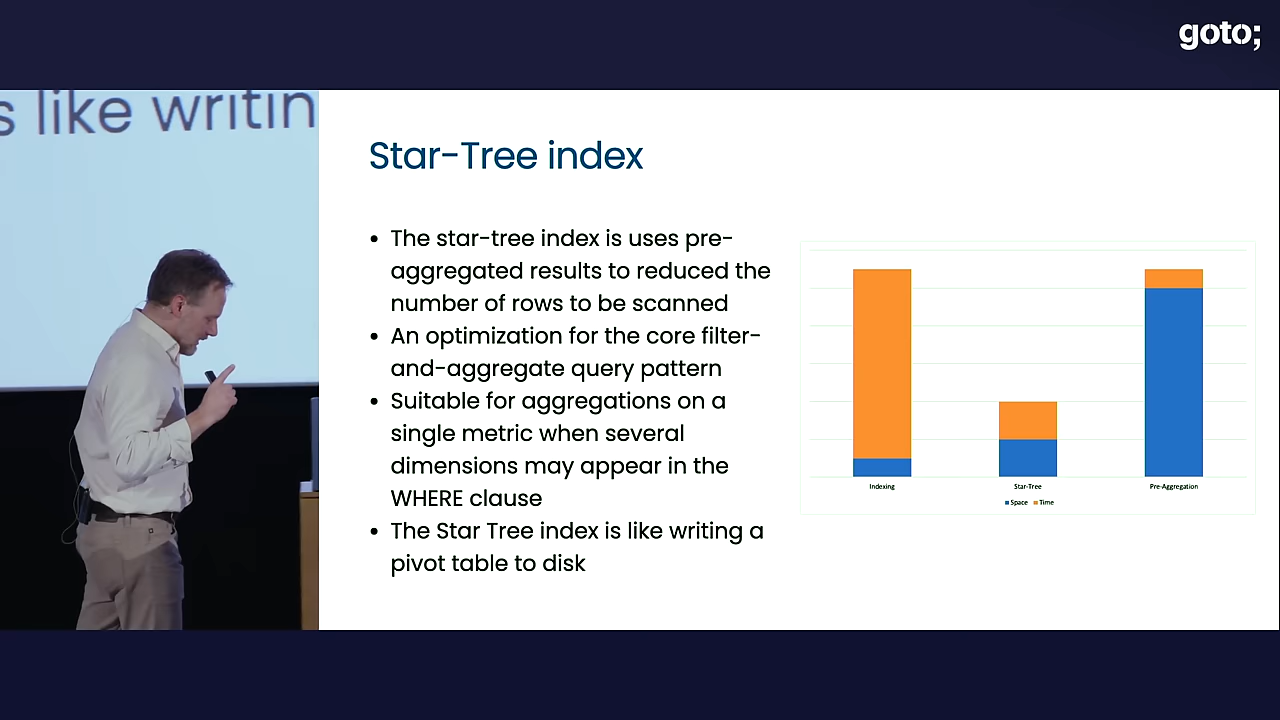 goto;
s like writin
Star-Tree index
• The star-tree index is uses pre-
aggregated results to reduced the
number of rows to be scanned
• An optimization for the core filter-
and-aggregate query pattern
• Suitable for aggregations on a
single metric when several
dimensions may appear in the
WHERE clause
• The Star Tree index is like writing a
pivot table to disk
Indexing
Star-Tree
Pre-Aggregation
Space Time